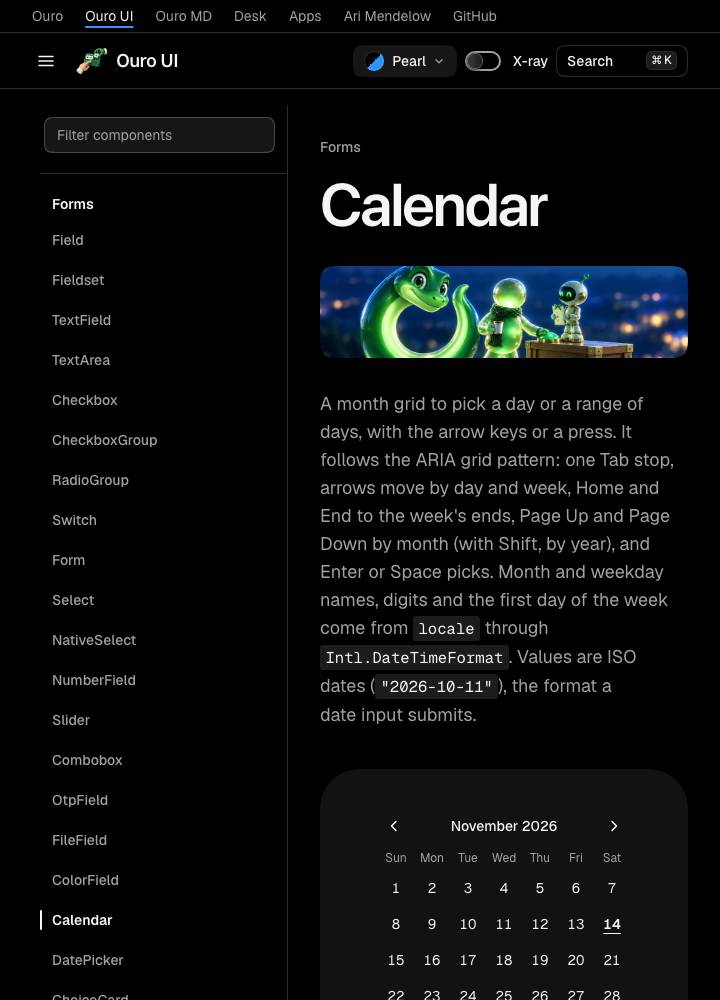 Ouro
Ouro UI
Ouro MD
Desk
Apps
Ari Mendelow
GitHub
Ouro UI
Pearl
X-ray
Search
⌘ K
Filter components
Forms
Field
Fieldset
TextField
TextArea
Checkbox
CheckboxGroup
RadioGroup
Switch
Form
Select
NativeSelect
NumberField
Slider
Combobox
OtpField
FileField
ColorField
Calendar
DatePicker
ChoiceCard
Forms
Calendar
A month grid to pick a day or a range of
days, with the arrow keys or a press. It
follows the ARIA grid pattern: one Tab stop,
arrows move by day and week, Home and
End to the week's ends, Page Up and Page
Down by month (with Shift, by year), and
Enter or Space picks. Month and weekday
names, digits and the first day of the week
come from locale through
Intl.DateTimeFormat. Values are ISO
dates ("2026-10-11"), the format a
date input submits.
November 2026
Sun Mon Tue Wed Thu Fri Sat
1 2 3 4 5 6 7
8 9 10 11 12 13 14
15 16 17 18 19 20 21
22 23 24 25 26 27 28